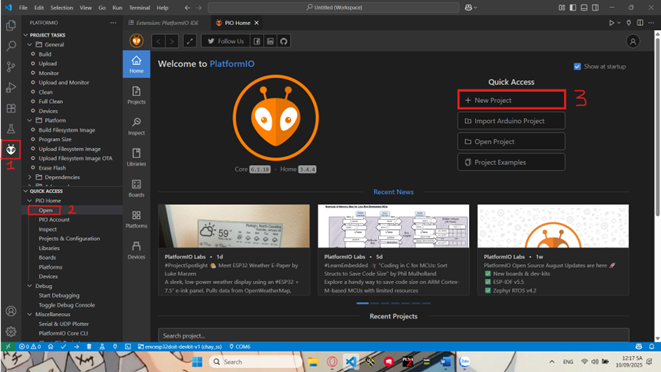 File Edit Selection View Go Run Terminal Help
Untitled (Workspace)
PLATFORMIO
Extension: PlatformIO IDE
PIO Home
PROJECT TASKS
General
Build
Upload
Monitor
Upload and Monitor
Clean
Full Clean
Devices
Platform
Build Filesystem Image
Program Size
Upload Filesystem Image
Upload Filesystem Image OTA
Erase Flash
Dependencies
1
QUICK ACCESS
PIO Home
Open
2
PIO Account
Inspect
Projects & Configuration
Libraries
Boards
Platforms
Devices
Debug
Start Debugging
Toggle Debug Console
Miscellaneous
Serial & UDP Plotter
PlatformIO Core CLI
Follow Us
Home
Projects
Inspect
Libraries
Boards
Platforms
Devices
Welcome to PlatformIO
Show at startup
Core 6.1.18 · Home 3.4.4
Quick Access
New Project
3
Import Arduino Project
Open Project
Project Examples
Recent News
59
PlatformIO Labs • 1d
#ProjectSpotlight Meet ESP32 Weather E-Paper by
Luke Marzen
A sleek, low-power display using an #ESP32 +
7.5" e-ink panel. Pulls data from OpenWeatherMap,
PlatformIO Labs • 5d
#LearnEmbedded "Coding in C for MCUs: Sort
Structs to Save Code Size" by Phil Mulholland
Explore a handy way to save code size on ARM Cortex-
M-based MCUs with limited resources
PlatformIO Labs • 1w
PlatformIO Open Source August Updates are here
New boards & dev-kits
ESP-IDF v5.5
Zephyr RTOS v4.2
Recent Projects
Search project...
0 0
COM6
Search
ENG
12:17 SA
10/09/2025